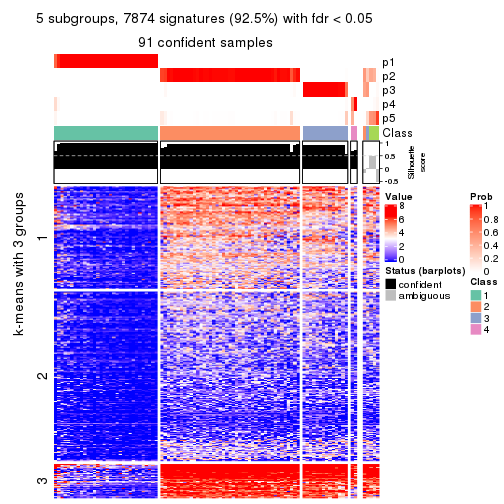 5 subgroups, 7874 signatures (92.5%) with fdr < 0.05
91 confident samples
p1
p2
p3
p4
p5
Class
1
0.5
0
-0.5
Silhouette
score
k-means with 3 groups
1
2
3
Value
8
6
4
2
0
Status (barplots)
confident
ambiguous
Prob
1
0.8
0.6
0.4
0.2
0
Class
1
2
3
4